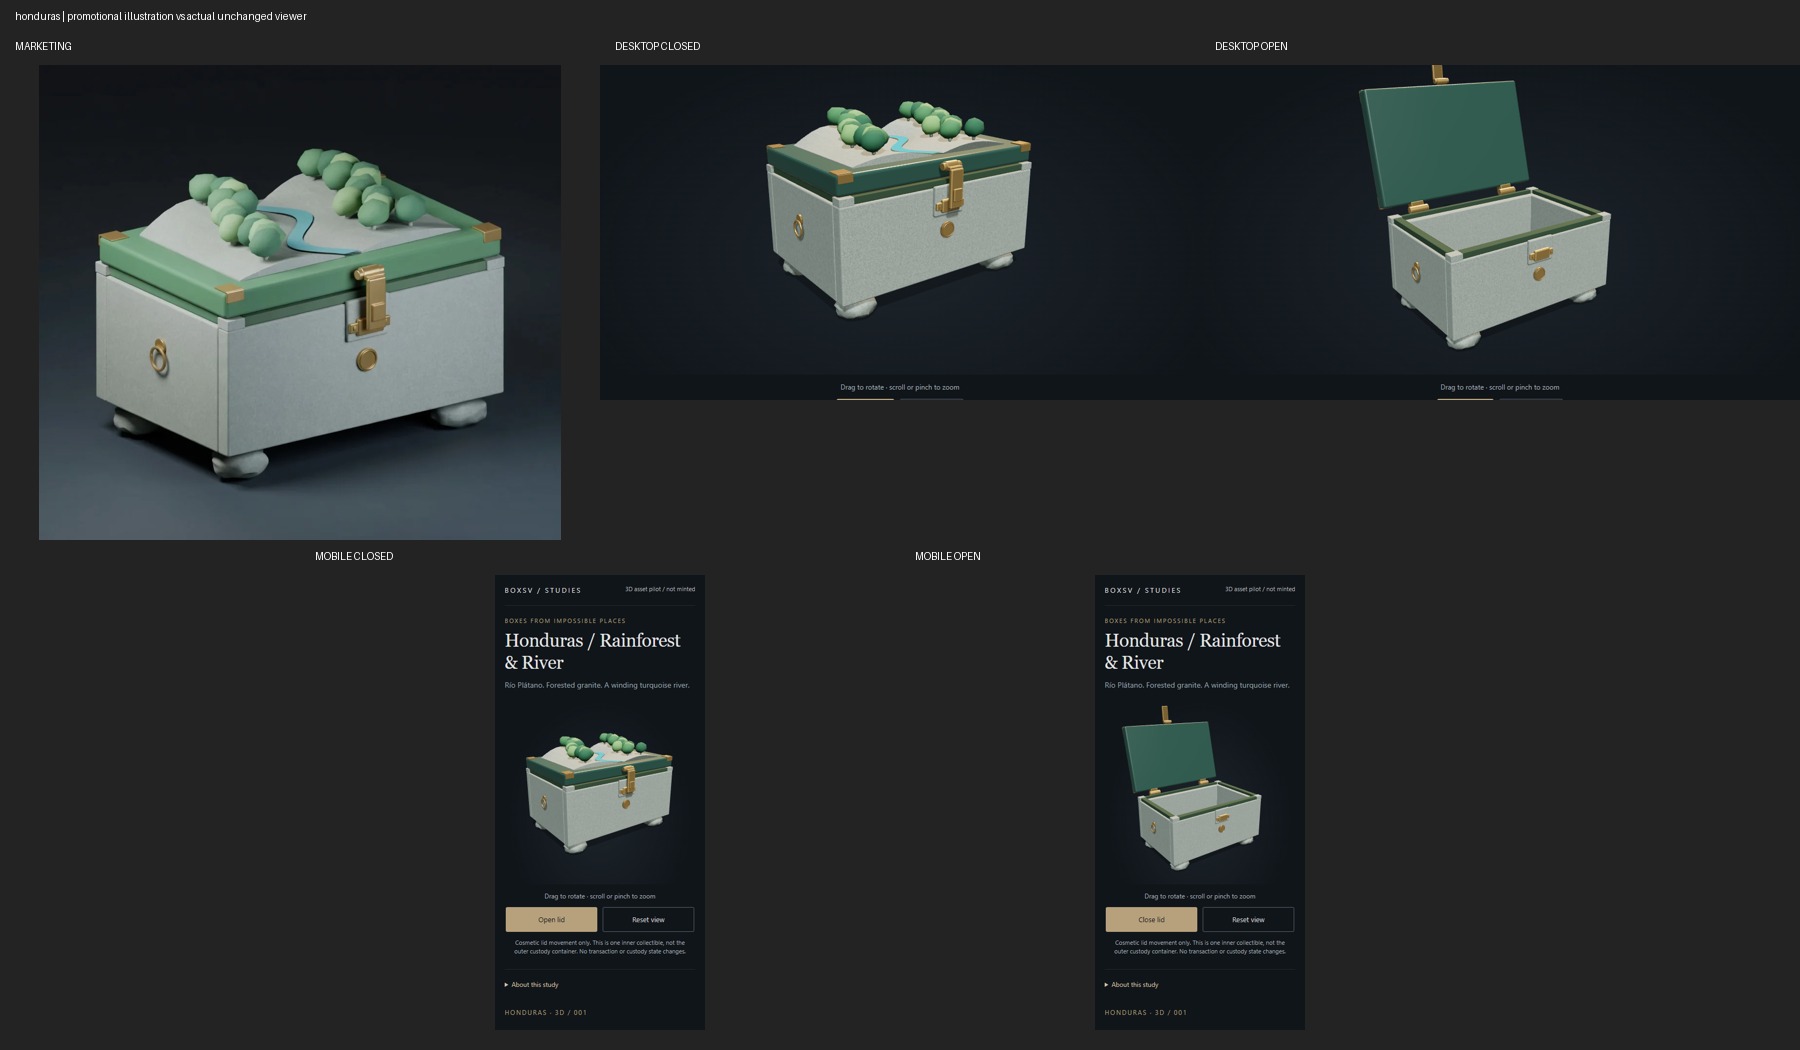 honduras | promotional illustration vs actual unchanged viewer
MARKETING
DESKTOP CLOSED
DESKTOP OPEN
Drag to rotate · scroll or pinch to zoom
Drag to rotate · scroll or pinch to zoom
MOBILE CLOSED
MOBILE OPEN
BOXSV / STUDIES
3D asset pilot / not minted
BOXES FROM IMPOSSIBLE PLACES
Honduras / Rainforest
& River
Río Plátano. Forested granite. A winding turquoise river.
Drag to rotate · scroll or pinch to zoom
Open lid
Reset view
Cosmetic lid movement only. This is one inner collectible, not the
outer custody container. No transaction or custody state changes.
▶ About this study
HONDURAS · 3D / 001
BOXSV / STUDIES
3D asset pilot / not minted
BOXES FROM IMPOSSIBLE PLACES
Honduras / Rainforest
& River
Río Plátano. Forested granite. A winding turquoise river.
Drag to rotate · scroll or pinch to zoom
Close lid
Reset view
Cosmetic lid movement only. This is one inner collectible, not the
outer custody container. No transaction or custody state changes.
▶ About this study
HONDURAS · 3D / 001